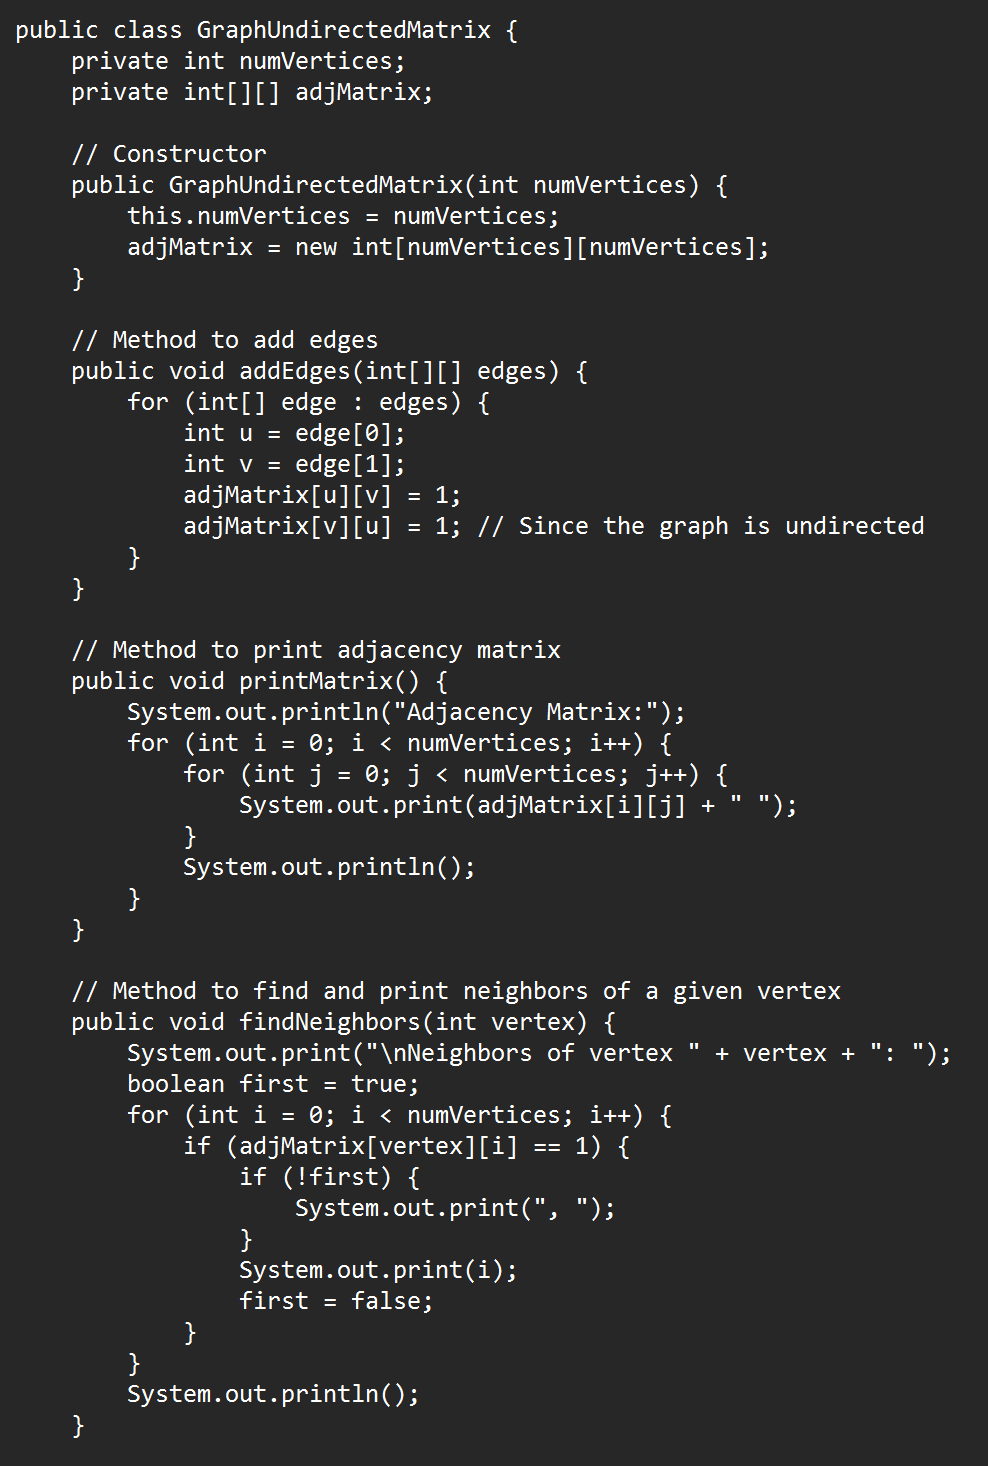 public class GraphUndirectedMatrix {
    private int numVertices;
    private int[][] adjMatrix;

    // Constructor
    public GraphUndirectedMatrix(int numVertices) {
        this.numVertices = numVertices;
        adjMatrix = new int[numVertices][numVertices];
    }

    // Method to add edges
    public void addEdges(int[][] edges) {
        for (int[] edge : edges) {
            int u = edge[0];
            int v = edge[1];
            adjMatrix[u][v] = 1;
            adjMatrix[v][u] = 1; // Since the graph is undirected
        }
    }

    // Method to print adjacency matrix
    public void printMatrix() {
        System.out.println("Adjacency Matrix:");
        for (int i = 0; i < numVertices; i++) {
            for (int j = 0; j < numVertices; j++) {
                System.out.print(adjMatrix[i][j] + " ");
            }
            System.out.println();
        }
    }

    // Method to find and print neighbors of a given vertex
    public void findNeighbors(int vertex) {
        System.out.print("\nNeighbors of vertex " + vertex + ": ");
        boolean first = true;
        for (int i = 0; i < numVertices; i++) {
            if (adjMatrix[vertex][i] == 1) {
                if (!first) {
                    System.out.print(", ");
                }
                System.out.print(i);
                first = false;
            }
        }
        System.out.println();
    }